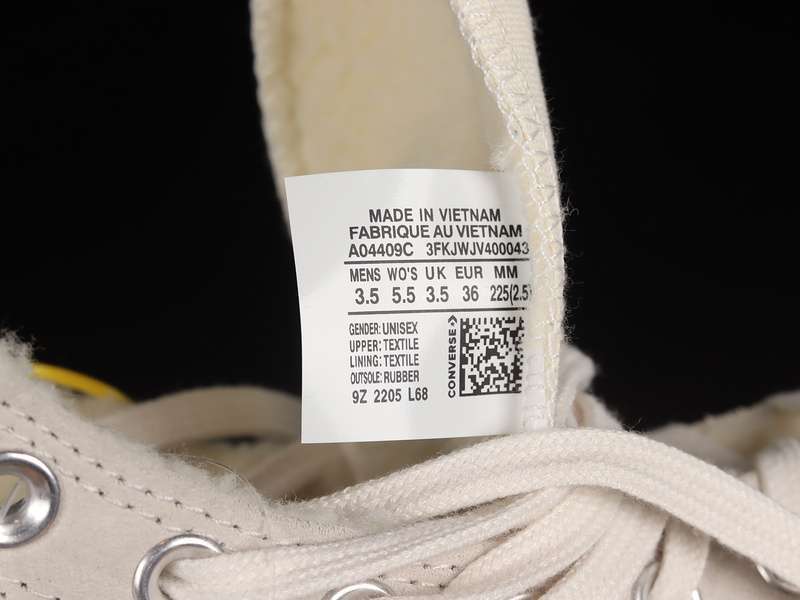 MADE IN VIETNAM
FABRIQUE AU VIETNAM
A04409C 3FKJWJV400043
MENS WO'S UK EUR MM
3.5 5.5 3.5 36 225(2.5)
GENDER: UNISEX
UPPER: TEXTILE
LINING: TEXTILE
OUTSOLE: RUBBER
9Z 2205 L68
CONVERSE